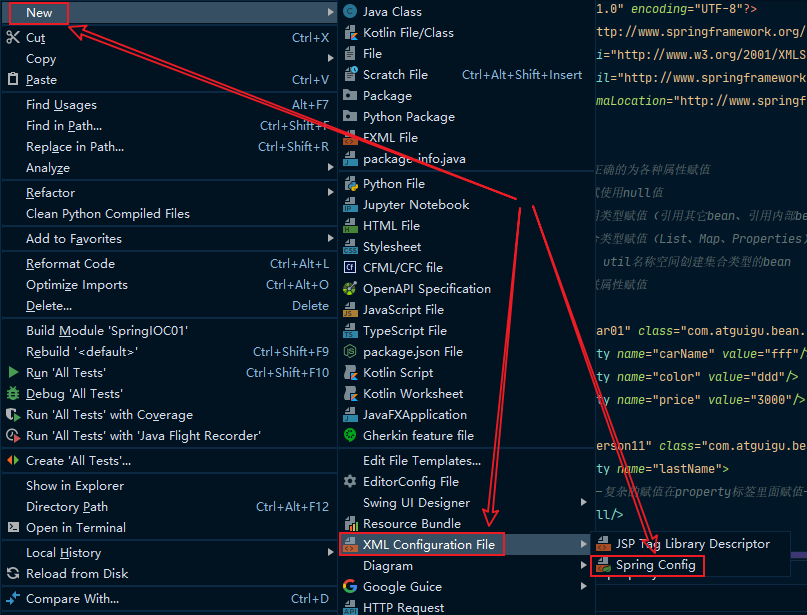 New
Cut Ctrl+X
Copy
Paste Ctrl+V
Find Usages Alt+F7
Find in Path... Ctrl+Shift+F
Replace in Path... Ctrl+Shift+R
Analyze
Refactor
Clean Python Compiled Files
Add to Favorites
Reformat Code Ctrl+Alt+L
Optimize Imports Ctrl+Alt+O
Delete... Delete
Build Module 'SpringIOC01'
Rebuild '<default>' Ctrl+Shift+F9
Run 'All Tests' Ctrl+Shift+F10
Debug 'All Tests'
Run 'All Tests' with Coverage
Run 'All Tests' with 'Java Flight Recorder'
Create 'All Tests'...
Show in Explorer
Directory Path Ctrl+Alt+F12
Open in Terminal
Local History
Reload from Disk
Compare With... Ctrl+D
Java Class
Kotlin File/Class
File
Scratch File Ctrl+Alt+Shift+Insert
Package
Python Package
FXML File
package-info.java
Python File
Jupyter Notebook
HTML File
Stylesheet
CFML/CFC file
OpenAPI Specification
JavaScript File
TypeScript File
package.json File
Kotlin Script
Kotlin Worksheet
JavaFXApplication
Gherkin feature file
Edit File Templates...
EditorConfig File
Swing UI Designer
Resource Bundle
XML Configuration File
Diagram
Google Guice
HTTP Request
JSP Tag Library Descriptor
Spring Config
1.0" encoding="UTF-8"?>
ttp://www.springframework.org/
i="http://www.w3.org/2001/XMLS
il="http://www.springframework
maLocation="http://www.springf
正确的为各种属性赋值
使用null值
类型赋值（引用其它bean、引用内部be
类型赋值（List、Map、Properties）
util名称空间创建集合类型的bean
属性赋值
ar01" class="com.atguigu.bean.
ty name="carName" value="fff"/
ty name="color" value="ddd"/>
ty name="price" value="3000"/>
erson11" class="com.atguigu.be
ty name="lastName">
-复杂的赋值在property标签里面赋值-
ll/>